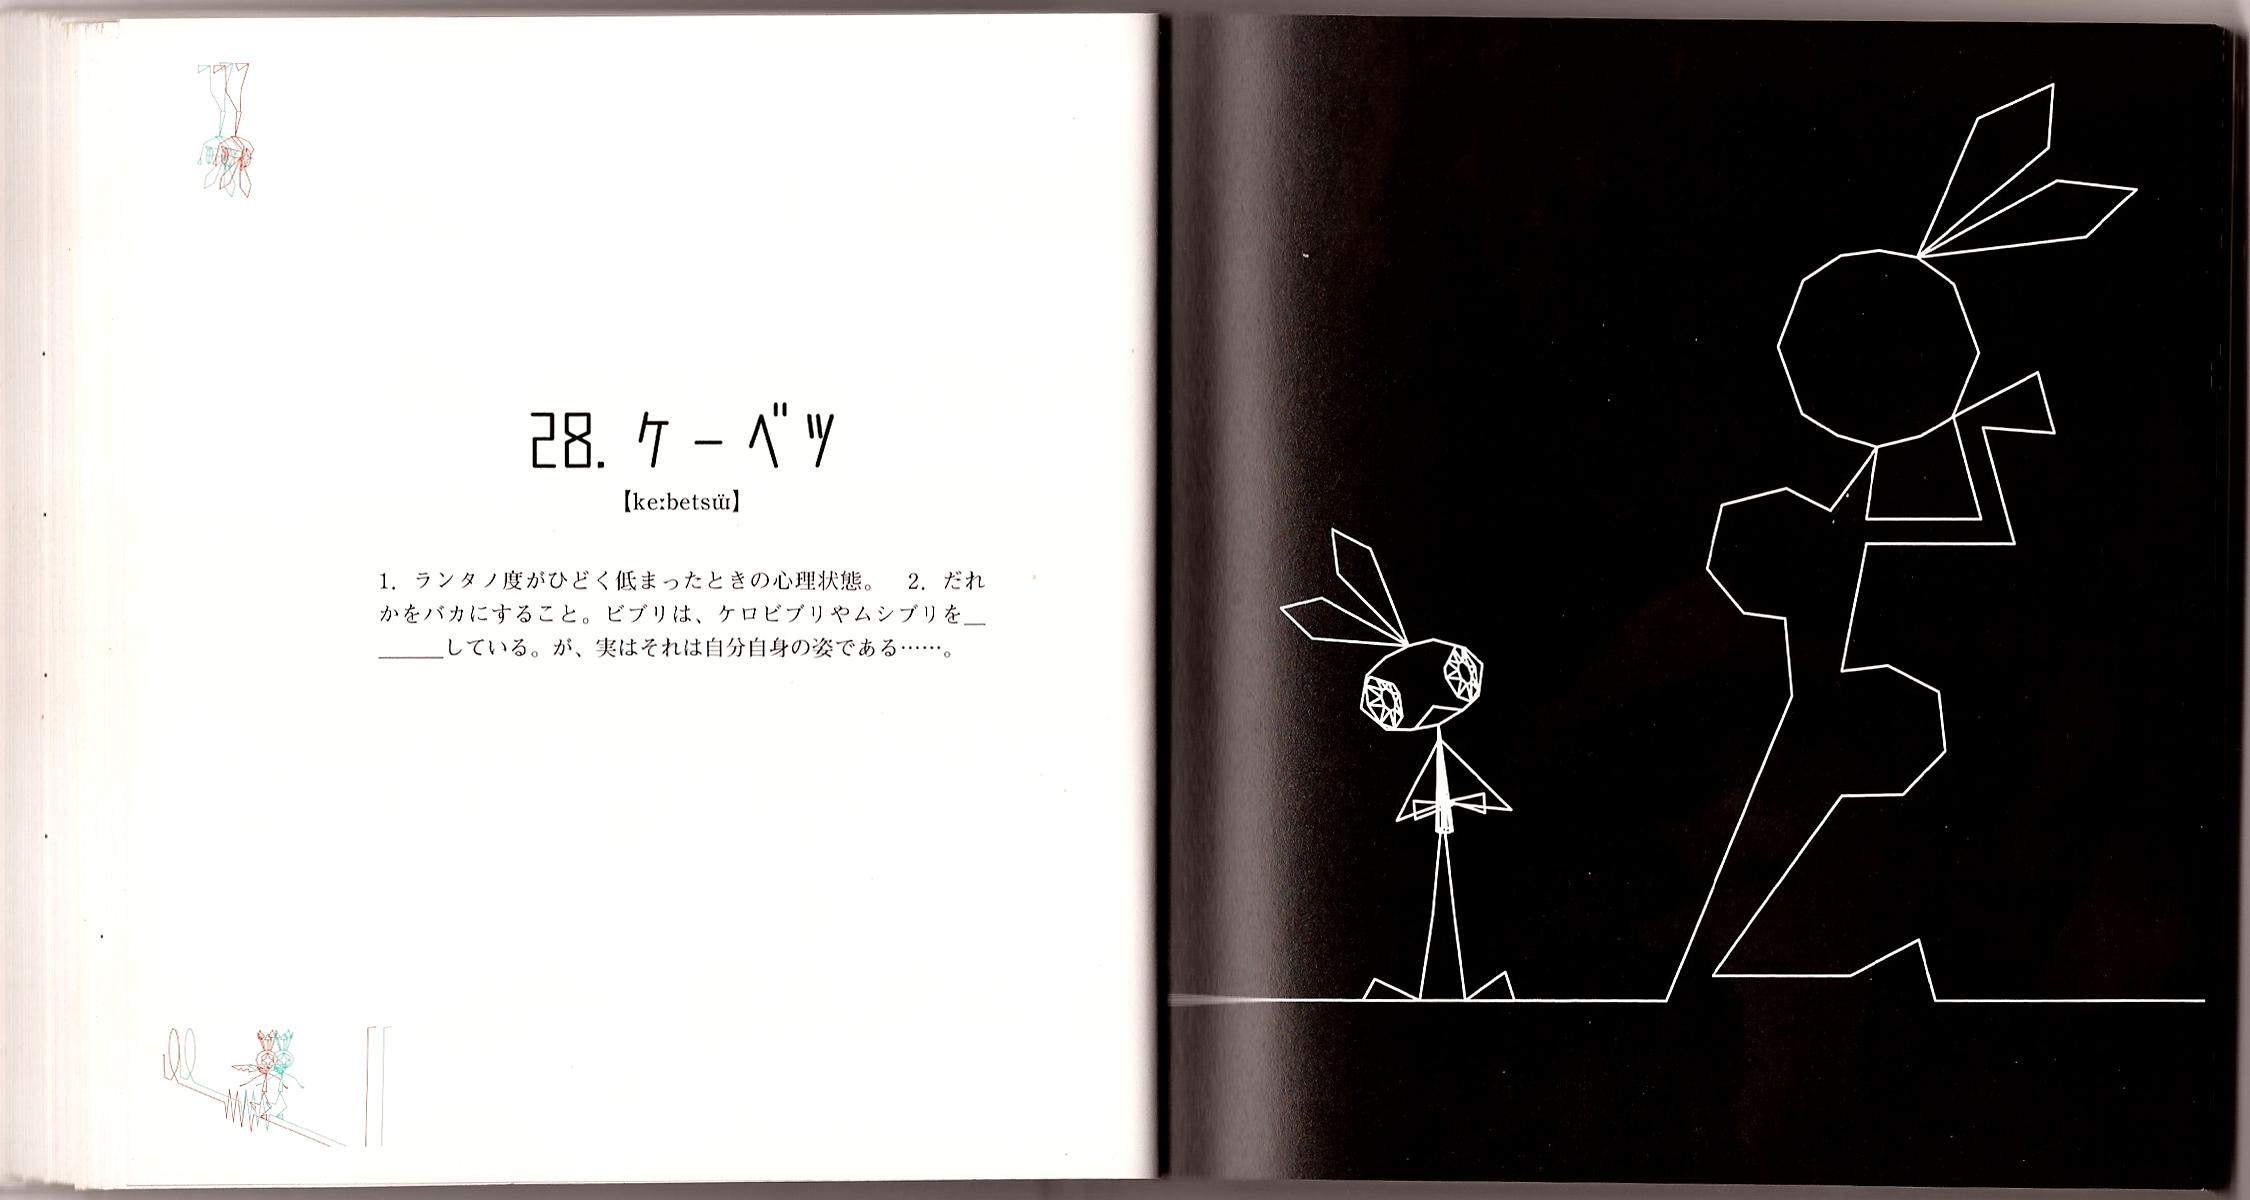 28. ケーベツ
【ke:betsɯ̈ɪ】
1. ランタノ度がひどく低まったときの心理状態。 2. だれ
かをバカにすること。ビブリは、ケロビブリやムシブリを__
______している。が、実はそれは自分自身の姿である……。